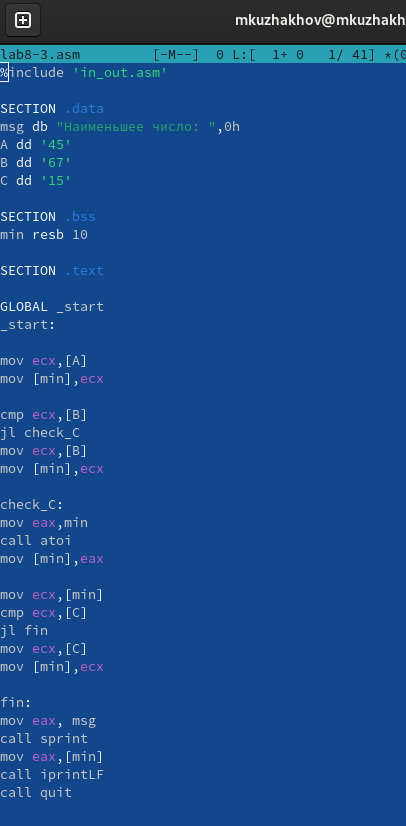 mkuzhakhov@mkuzhakh
lab8-3.asm [-M--] 0 L:[ 1+ 0 1/ 41] *(0
%include 'in_out.asm'
SECTION .data
msg db "Наименьшее число: ",0h
A dd '45'
B dd '67'
C dd '15'
SECTION .bss
min resb 10
SECTION .text
GLOBAL _start
_start:
mov ecx,[A]
mov [min],ecx
cmp ecx,[B]
jl check_C
mov ecx,[B]
mov [min],ecx
check_C:
mov eax,min
call atoi
mov [min],eax
mov ecx,[min]
cmp ecx,[C]
jl fin
mov ecx,[C]
mov [min],ecx
fin:
mov eax, msg
call sprint
mov eax,[min]
call iprintLF
call quit